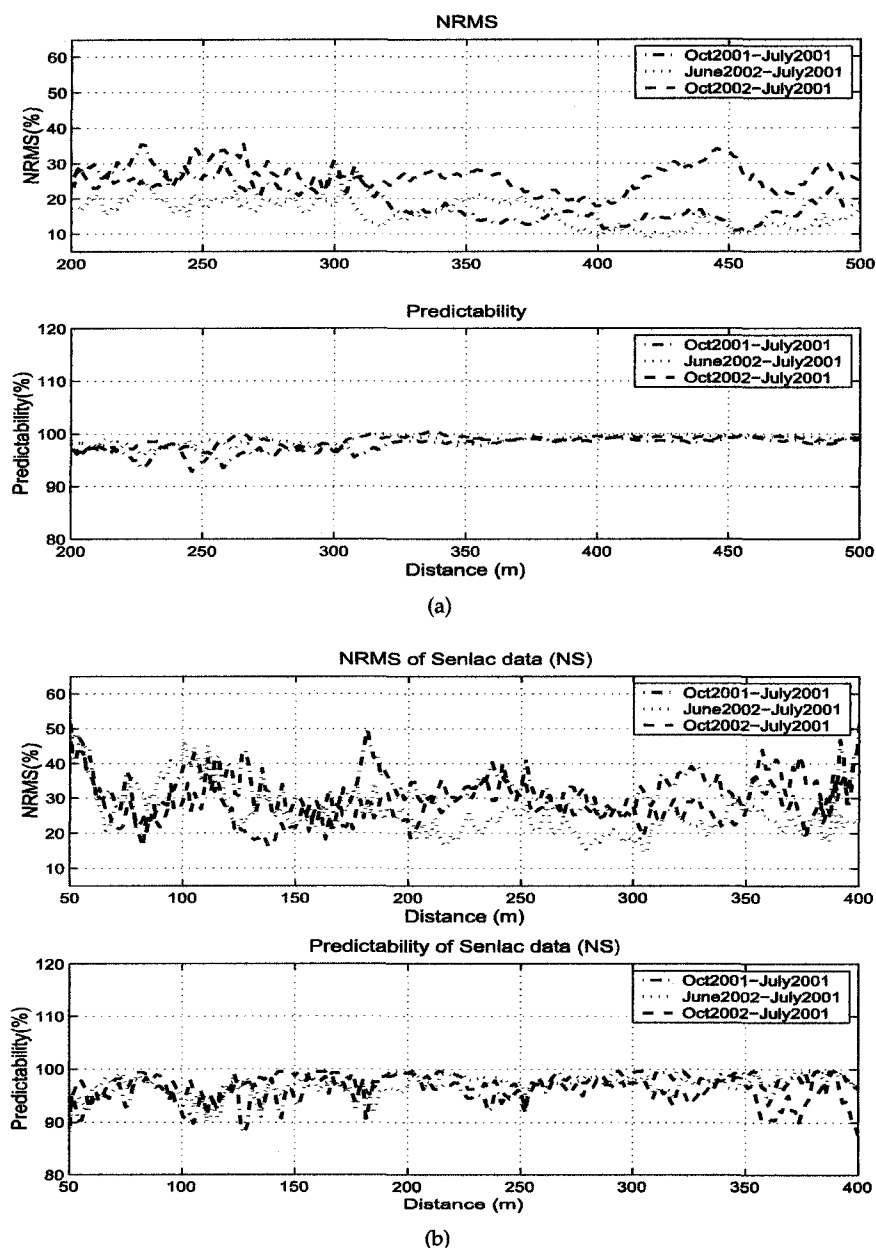 NRMS
NRMS(%)
60
50
40
30
20
10
Oct2001-July2001
June2002-July2001
Oct2002-July2001
200 250 300 350 400 450 500
Predictability
Predictability(%)
120
110
100
90
80
Oct2001-July2001
June2002-July2001
Oct2002-July2001
200 250 300 350 400 450 500
Distance (m)
(a)
NRMS of Senlac data (NS)
NRMS(%)
60
50
40
30
20
10
Oct2001-July2001
June2002-July2001
Oct2002-July2001
50 100 150 200 250 300 350 400
Distance (m)
Predictability of Senlac data (NS)
Predictability(%)
120
110
100
90
80
Oct2001-July2001
June2002-July2001
Oct2002-July2001
50 100 150 200 250 300 350 400
Distance (m)
(b)